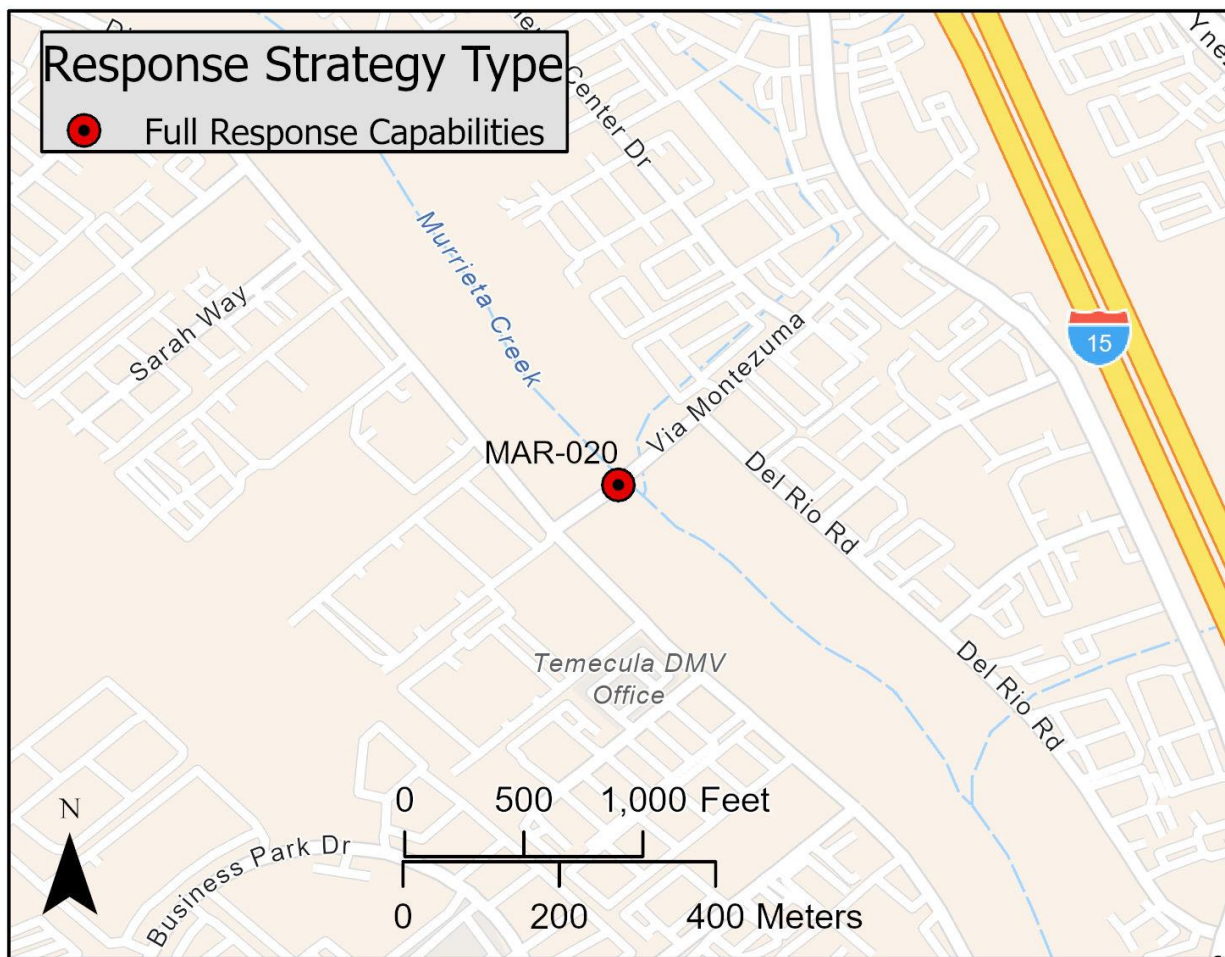 Response Strategy Type
Full Response Capabilities
Center Dr
Murrieta Creek
Sarah Way
15
Via Montezuma
MAR-020
Del Rio Rd
Temecula DMV
Office
Del Rio Rd
Business Park Dr
N
0 500 1,000 Feet
0 200 400 Meters